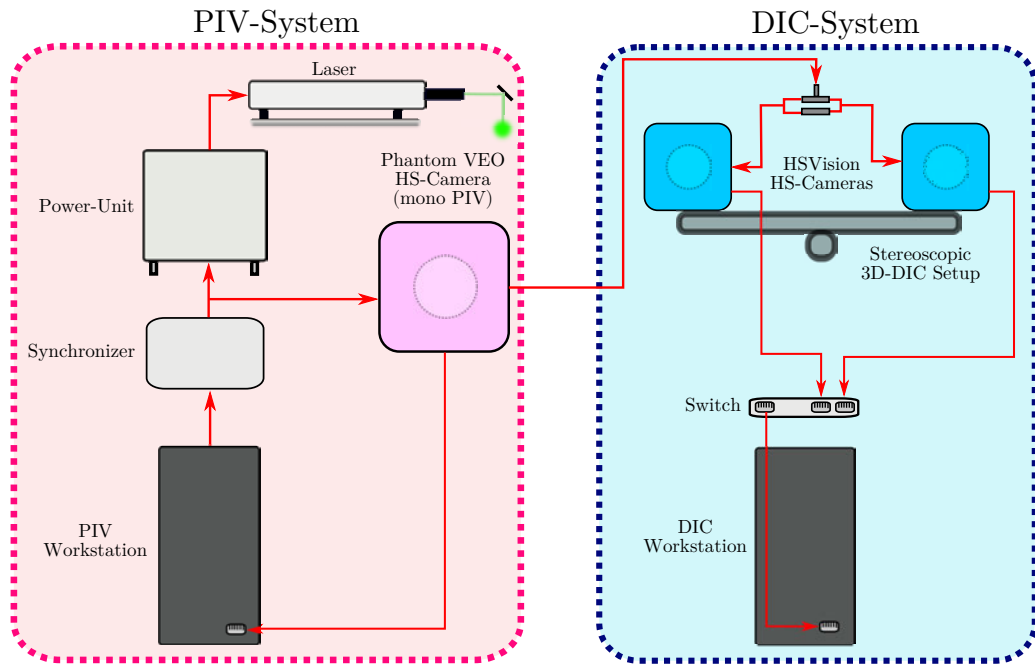 PIV-System
DIC-System
Laser
Phantom VEO
HS-Camera
(mono PIV)
Power-Unit
Synchronizer
PIV
Workstation
HSVision
HS-Cameras
Stereoscopic
3D-DIC Setup
Switch
DIC
Workstation